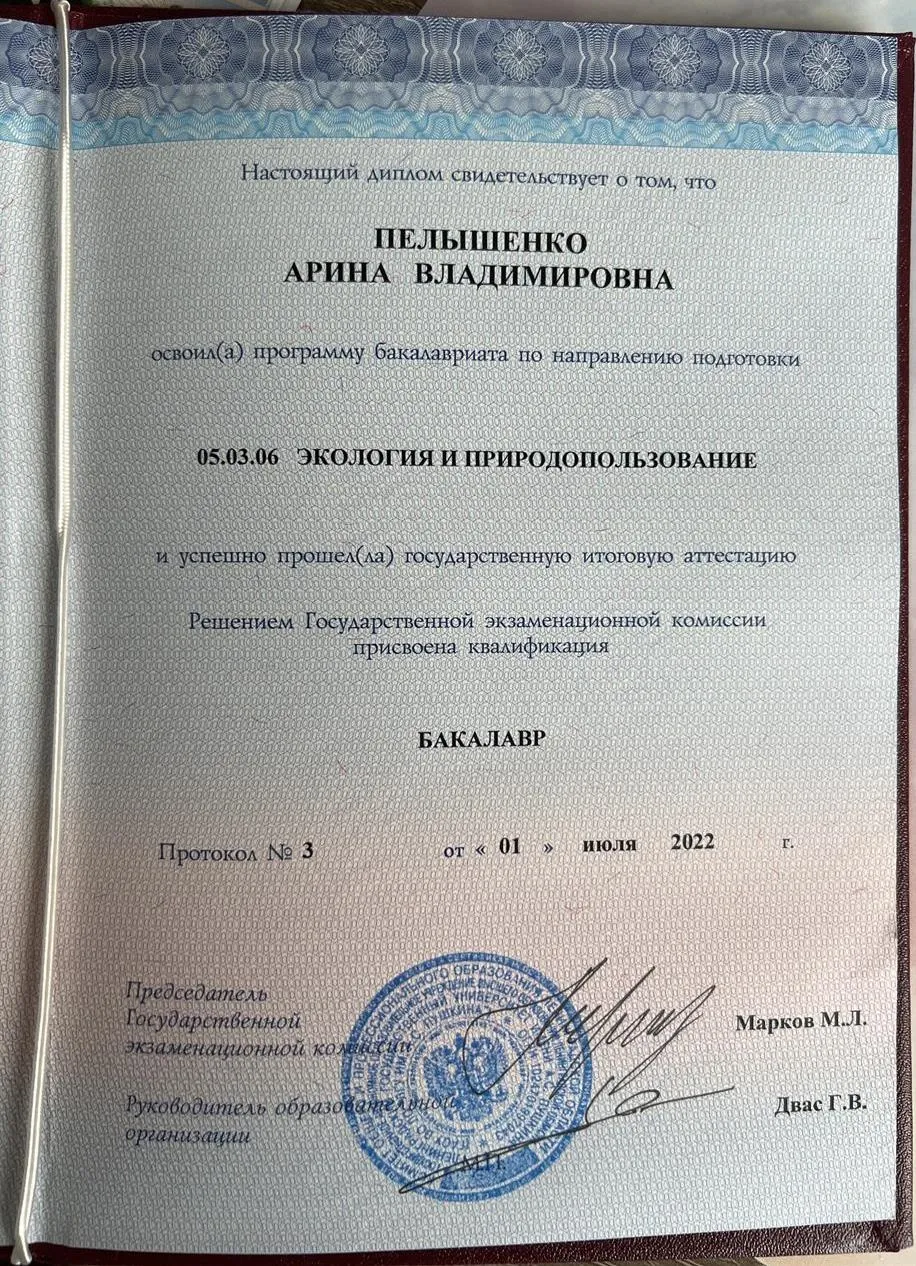 Настоящий диплом свидетельствует о том, что
ПЕЛЫШЕНКО
АРИНА ВЛАДИМИРОВНА
освоил(а) программу бакалавриата по направлению подготовки
05.03.06 ЭКОЛОГИЯ И ПРИРОДОПОЛЬЗОВАНИЕ
и успешно прошел(ла) государственную итоговую аттестацию
Решением Государственной экзаменационной комиссии
присвоена квалификация
БАКАЛАВР
Протокол № 3 от « 01 » июля 2022 г.
Председатель
Государственной
экзаменационной комиссии
Марков М.Л.
Руководитель образовательной
организации
Двас Г.В.
М.П.